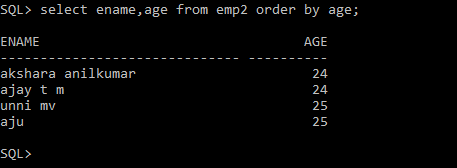 SQL> select ename,age from emp2 order by age;
ENAME AGE
------------------------------ ----------
akshara anilkumar 24
ajay t m 24
unni mv 25
aju 25
SQL>